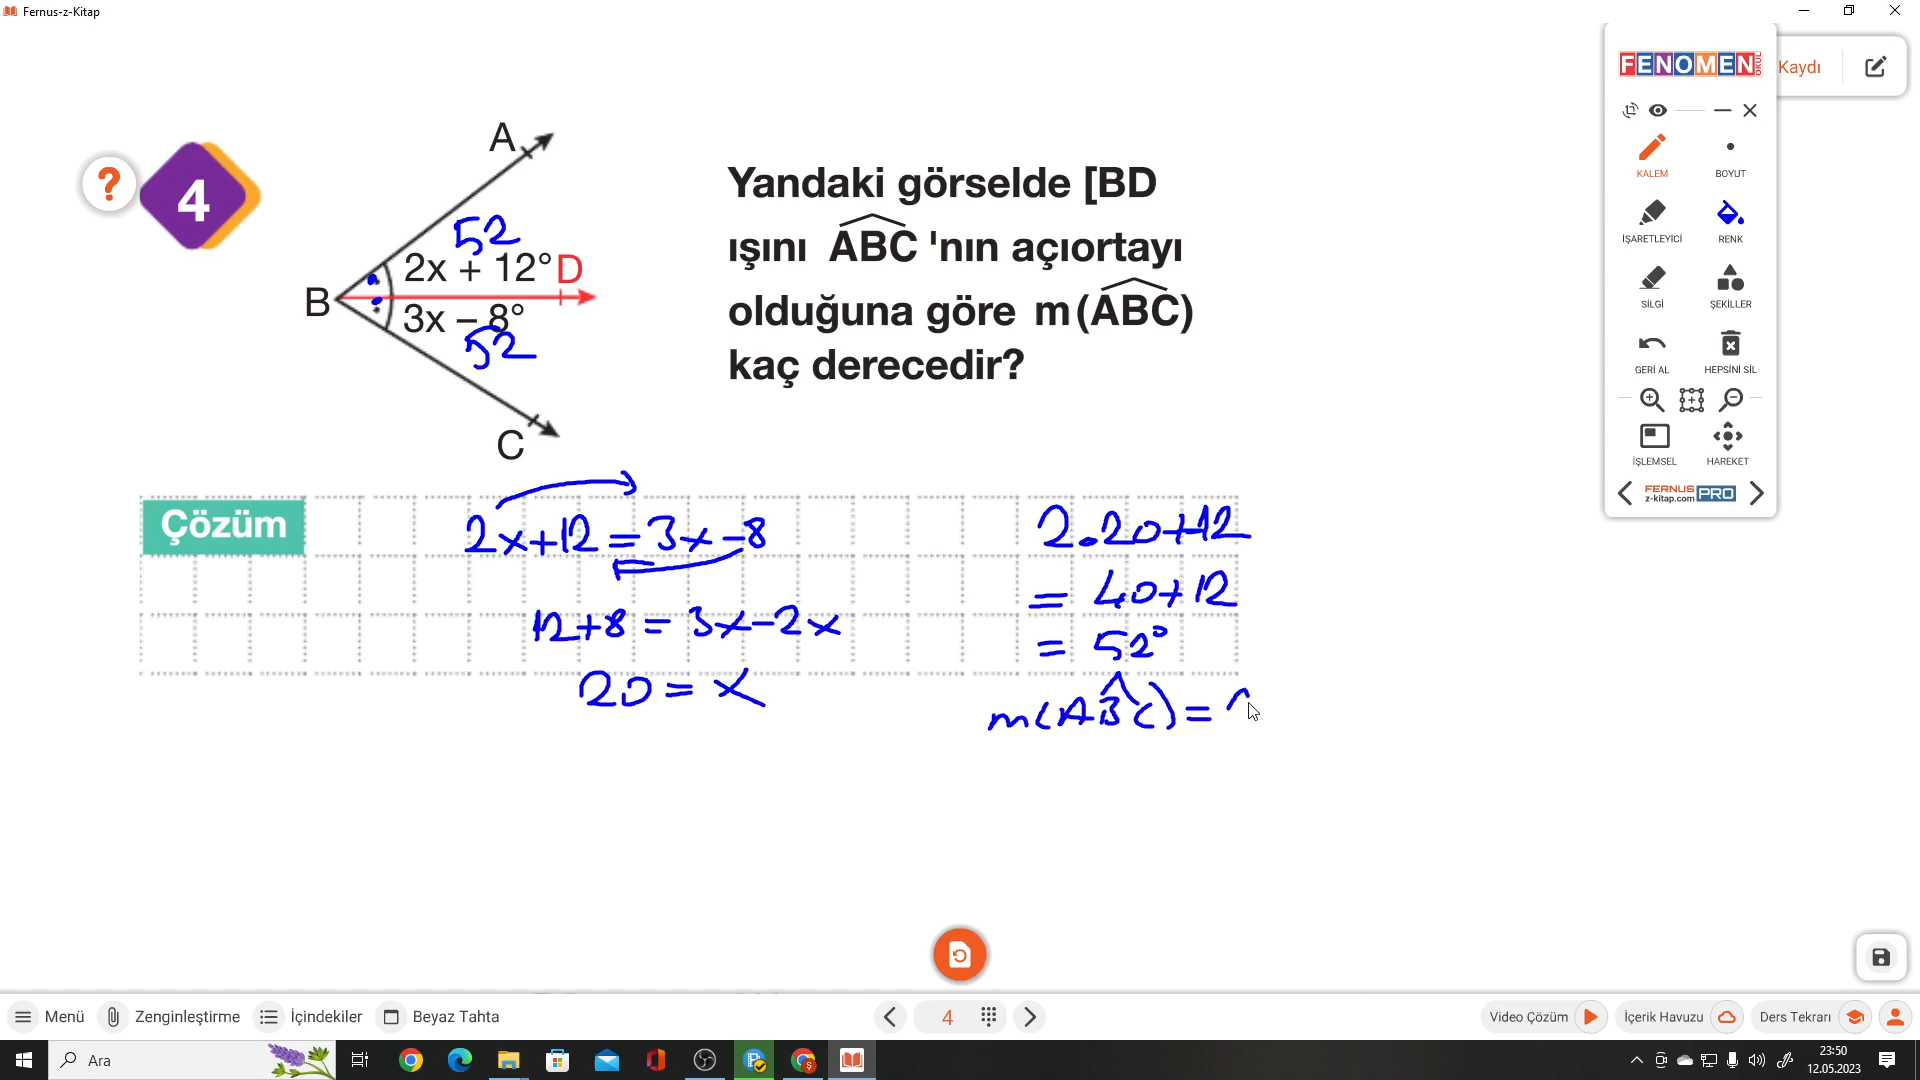 Fernus-z-Kitap
FENOMEN OKUL
Kaydı
KALEM
BOYUT
İŞARETLEYİCİ
RENK
SİLGİ
ŞEKİLLER
GERİ AL
HEPSİNİ SİL
İŞLEMSEL
HAREKET
FERNUS
z-kitap.com PRO
?
4
A
52
2x + 12° D
B
3x – 8°
52
C
Yandaki görselde [BD
ışını ABC 'nın açıortayı
olduğuna göre m(ABC)
kaç derecedir?
Çözüm
2x+12=3x-8
12+8=3x-2x
20=x
2.20+12
= 40+12
= 52°
m(ABC)=
Menü
Zenginleştirme
İçindekiler
Beyaz Tahta
4
Video Çözüm
İçerik Havuzu
Ders Tekrarı
Ara
23:50
12.05.2023